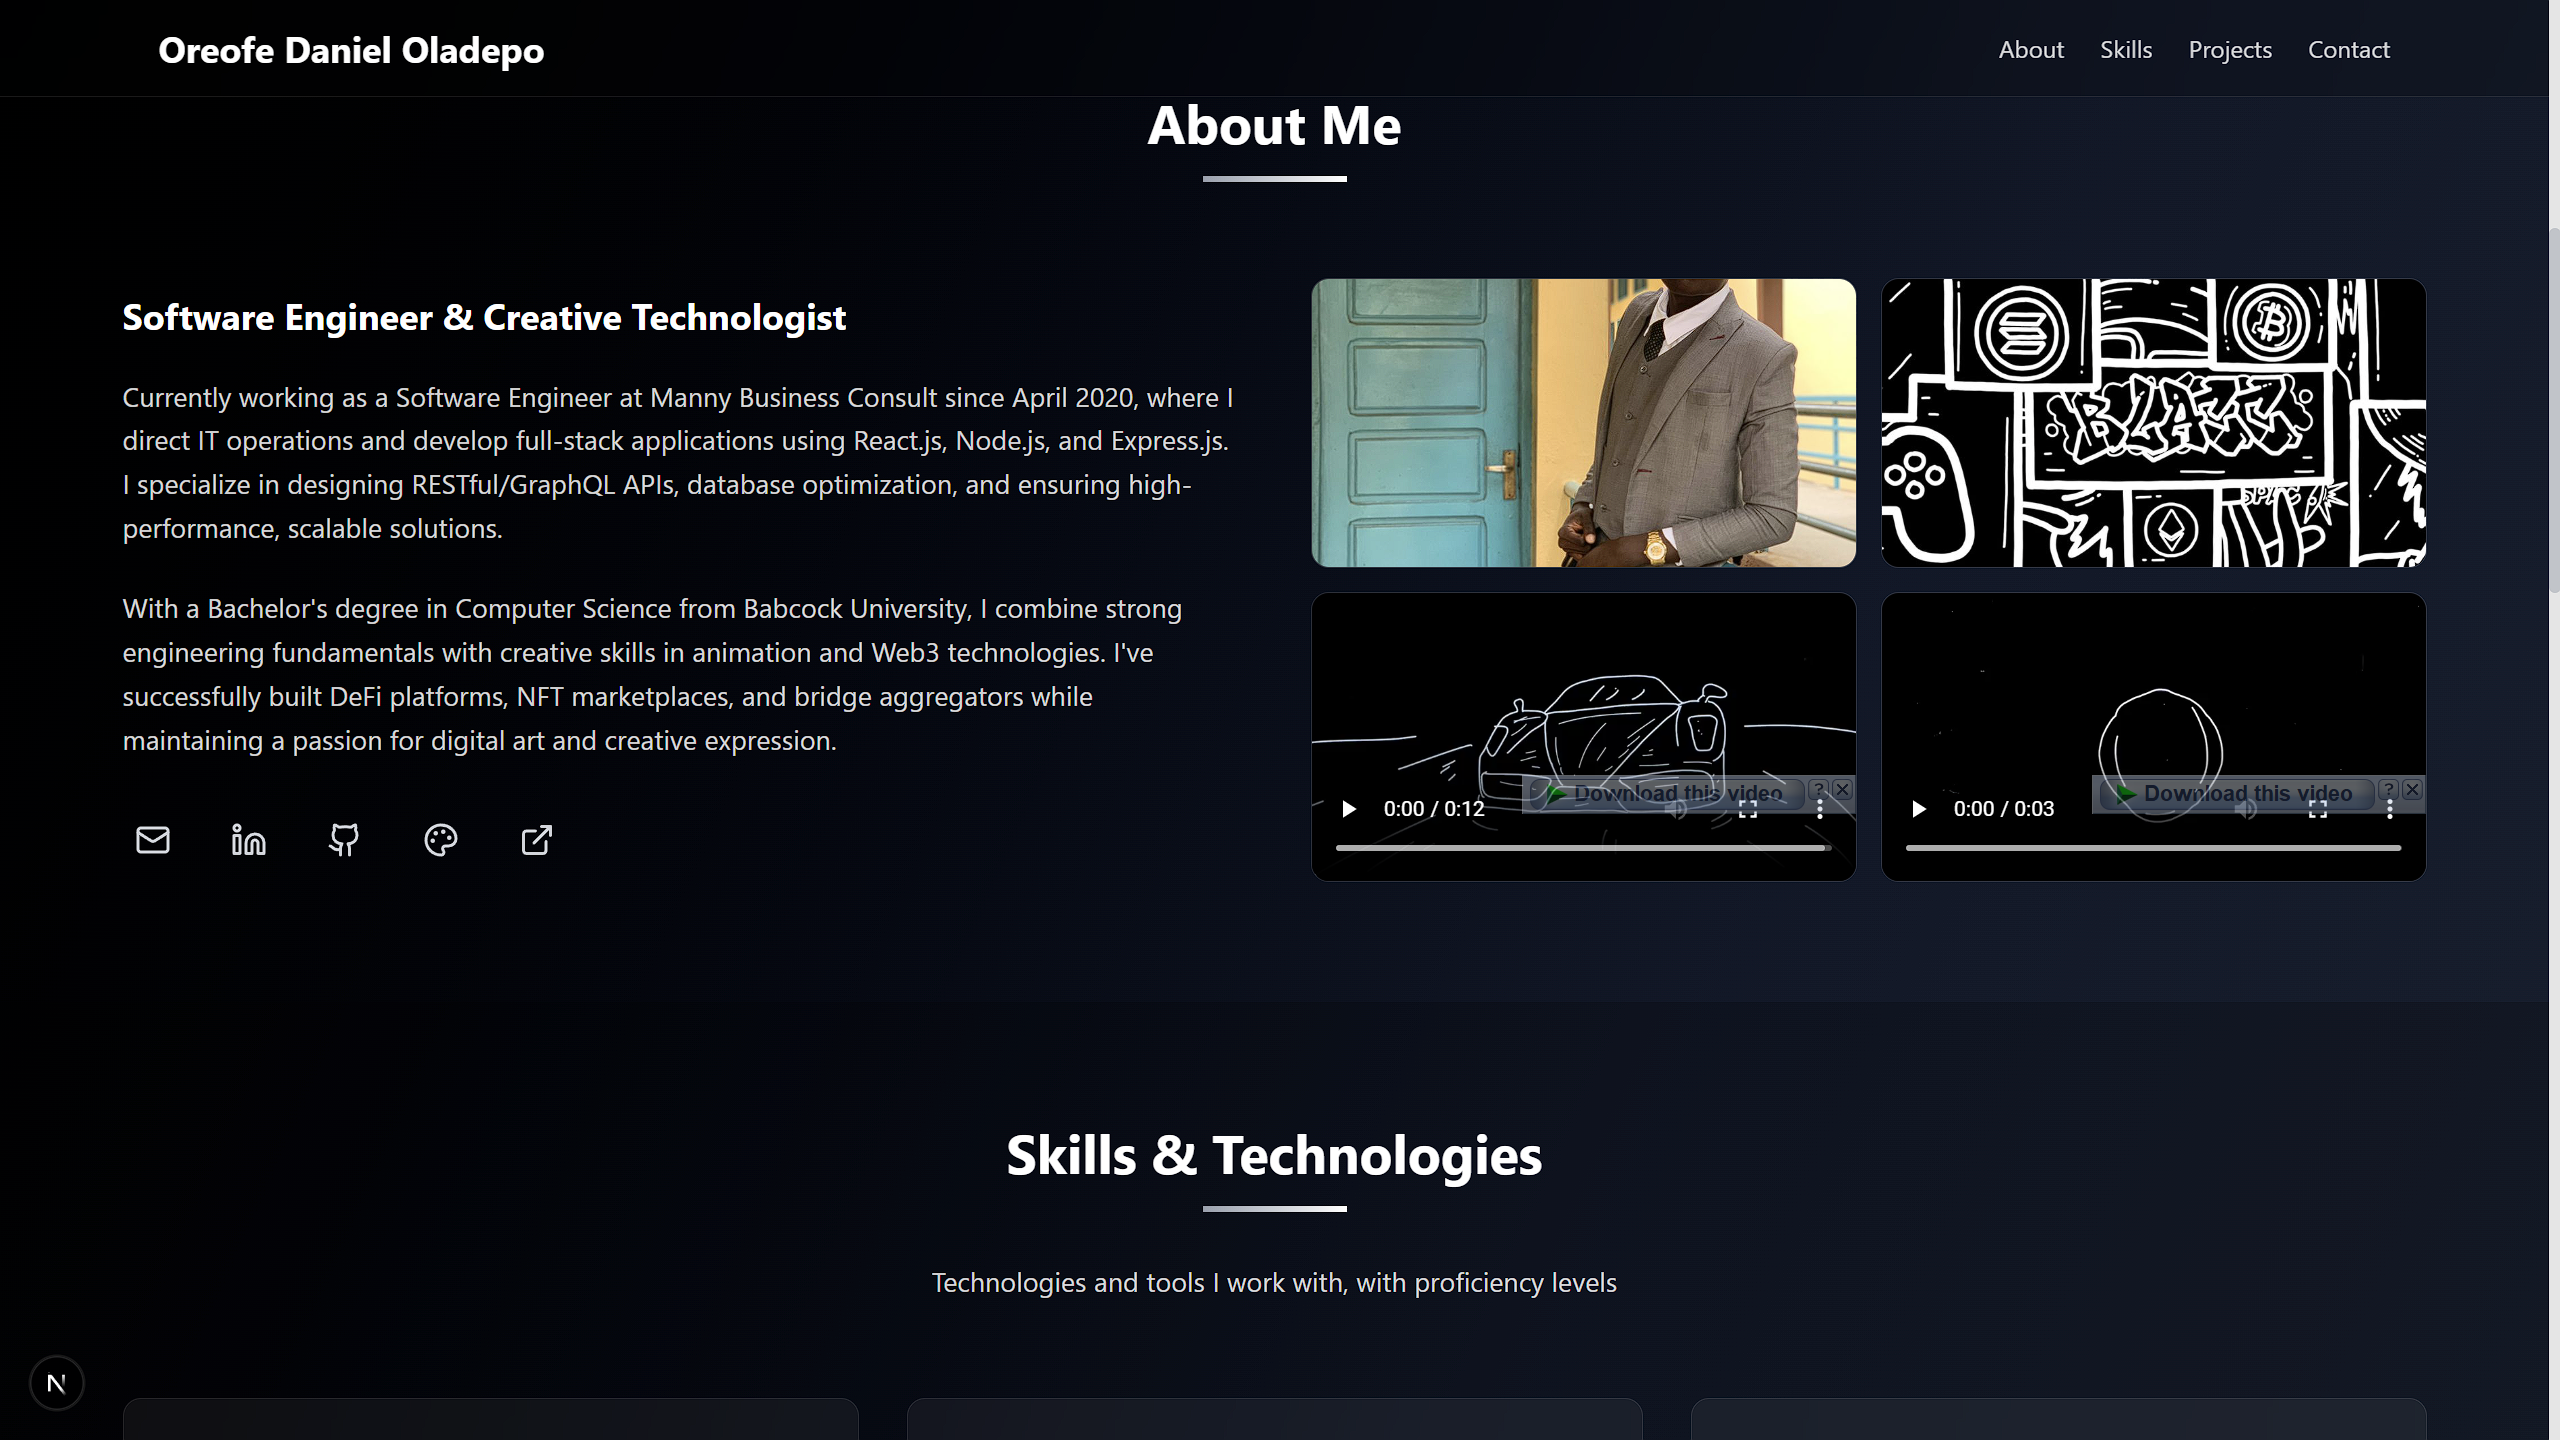 Oreofe Daniel Oladepo
About
Skills
Projects
Contact
About Me
Software Engineer & Creative Technologist
Currently working as a Software Engineer at Manny Business Consult since April 2020, where I
direct IT operations and develop full-stack applications using React.js, Node.js, and Express.js.
I specialize in designing RESTful/GraphQL APIs, database optimization, and ensuring high-
performance, scalable solutions.
With a Bachelor's degree in Computer Science from Babcock University, I combine strong
engineering fundamentals with creative skills in animation and Web3 technologies. I've
successfully built DeFi platforms, NFT marketplaces, and bridge aggregators while
maintaining a passion for digital art and creative expression.
in
Download this video
?
0:00 / 0:12
Download this video
?
0:00 / 0:03
Skills & Technologies
Technologies and tools I work with, with proficiency levels
N